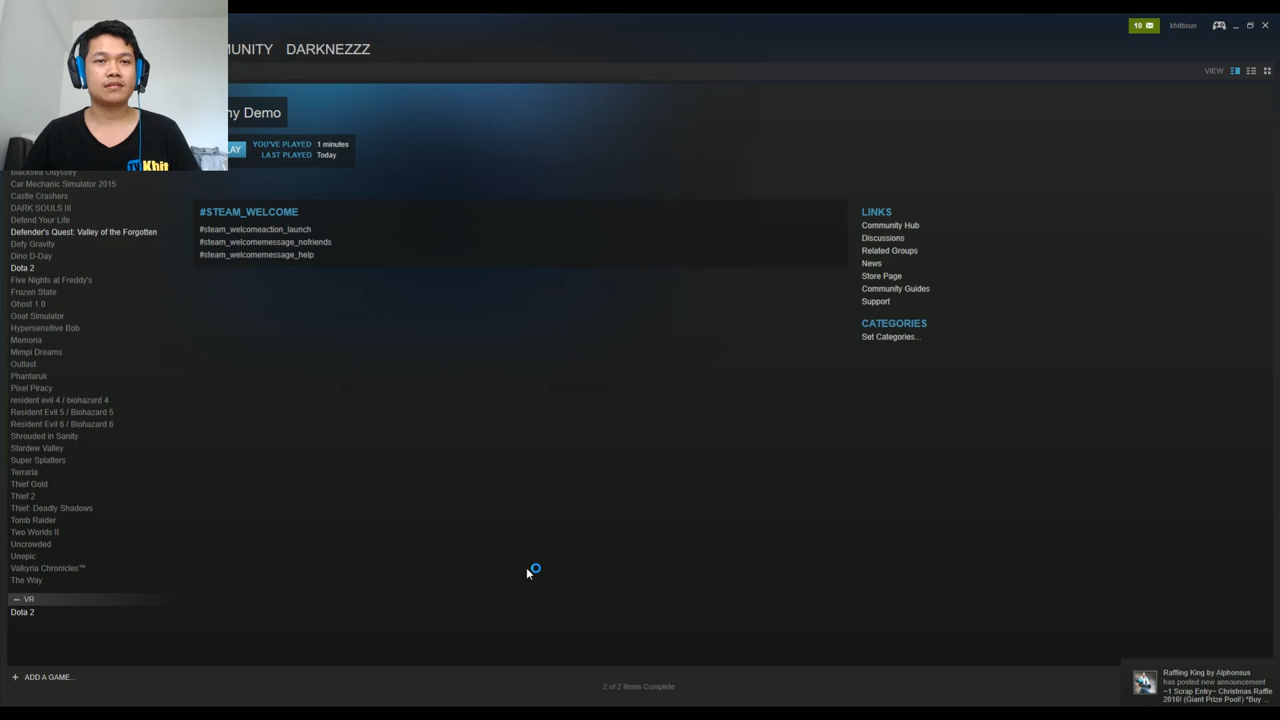 10
khittisun
MUNITY DARKNEZZZ
VIEW
ny Demo
LAY
YOU'VE PLAYED 1 minutes
LAST PLAYED Today
TV Khit
Blacksea Odyssey
Car Mechanic Simulator 2015
Castle Crashers
DARK SOULS III
Defend Your Life
Defender's Quest: Valley of the Forgotten
Defy Gravity
Dino D-Day
Dota 2
Five Nights at Freddy's
Frozen State
Ghost 1.0
Goat Simulator
Hypersensitive Bob
Memoria
Mimpi Dreams
Outlast
Phantaruk
Pixel Piracy
resident evil 4 / biohazard 4
Resident Evil 5 / Biohazard 5
Resident Evil 6 / Biohazard 6
Shrouded in Sanity
Stardew Valley
Super Splatters
Terraria
Thief Gold
Thief 2
Thief: Deadly Shadows
Tomb Raider
Two Worlds II
Uncrowded
Unepic
Valkyria Chronicles™
The Way
— VR
Dota 2
#STEAM_WELCOME
#steam_welcomeaction_launch
#steam_welcomemessage_nofriends
#steam_welcomemessage_help
LINKS
Community Hub
Discussions
Related Groups
News
Store Page
Community Guides
Support
CATEGORIES
Set Categories...
+ ADD A GAME...
2 of 2 Items Complete
Raffling King by Alphonsus
has posted new announcement
~1 Scrap Entry~ Christmas Raffle
2016! (Giant Prize Pool!) *Buy ...